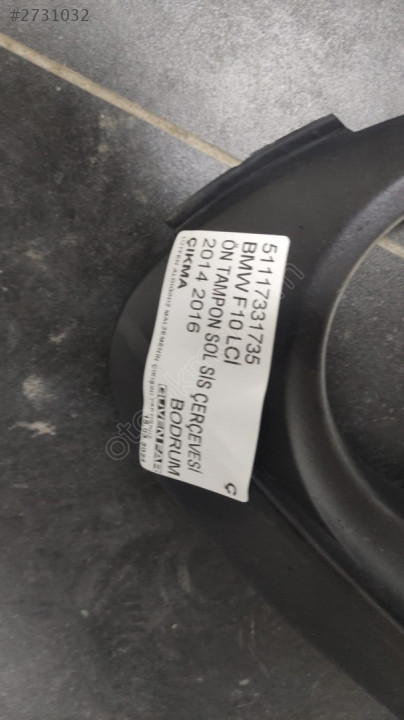 #2731032
51117331735
BMW F10 LCİ
ÖN TAMPON SOL SİS ÇERÇEVESİ
2014 2016
BODRUM
ÇIKMA
Ç